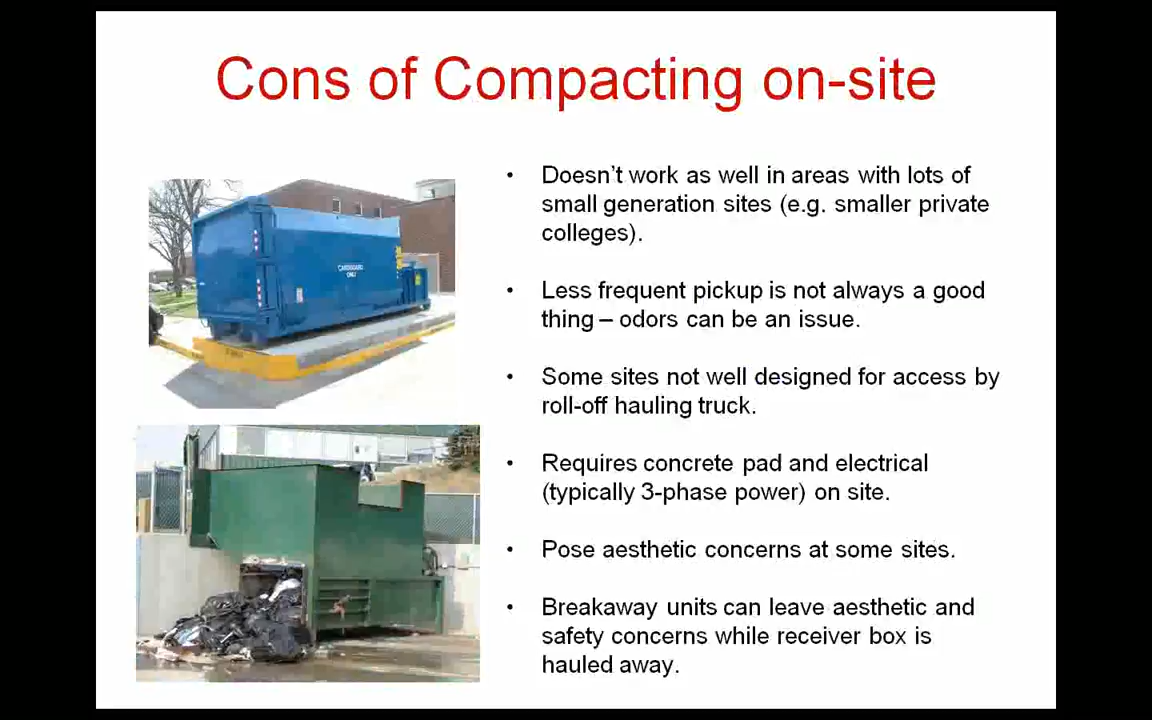 Cons of Compacting on-site
• Doesn't work as well in areas with lots of
small generation sites (e.g. smaller private
colleges).
• Less frequent pickup is not always a good
thing – odors can be an issue.
• Some sites not well designed for access by
roll-off hauling truck.
• Requires concrete pad and electrical
(typically 3-phase power) on site.
• Pose aesthetic concerns at some sites.
• Breakaway units can leave aesthetic and
safety concerns while receiver box is
hauled away.
CARDBOARD
ONLY